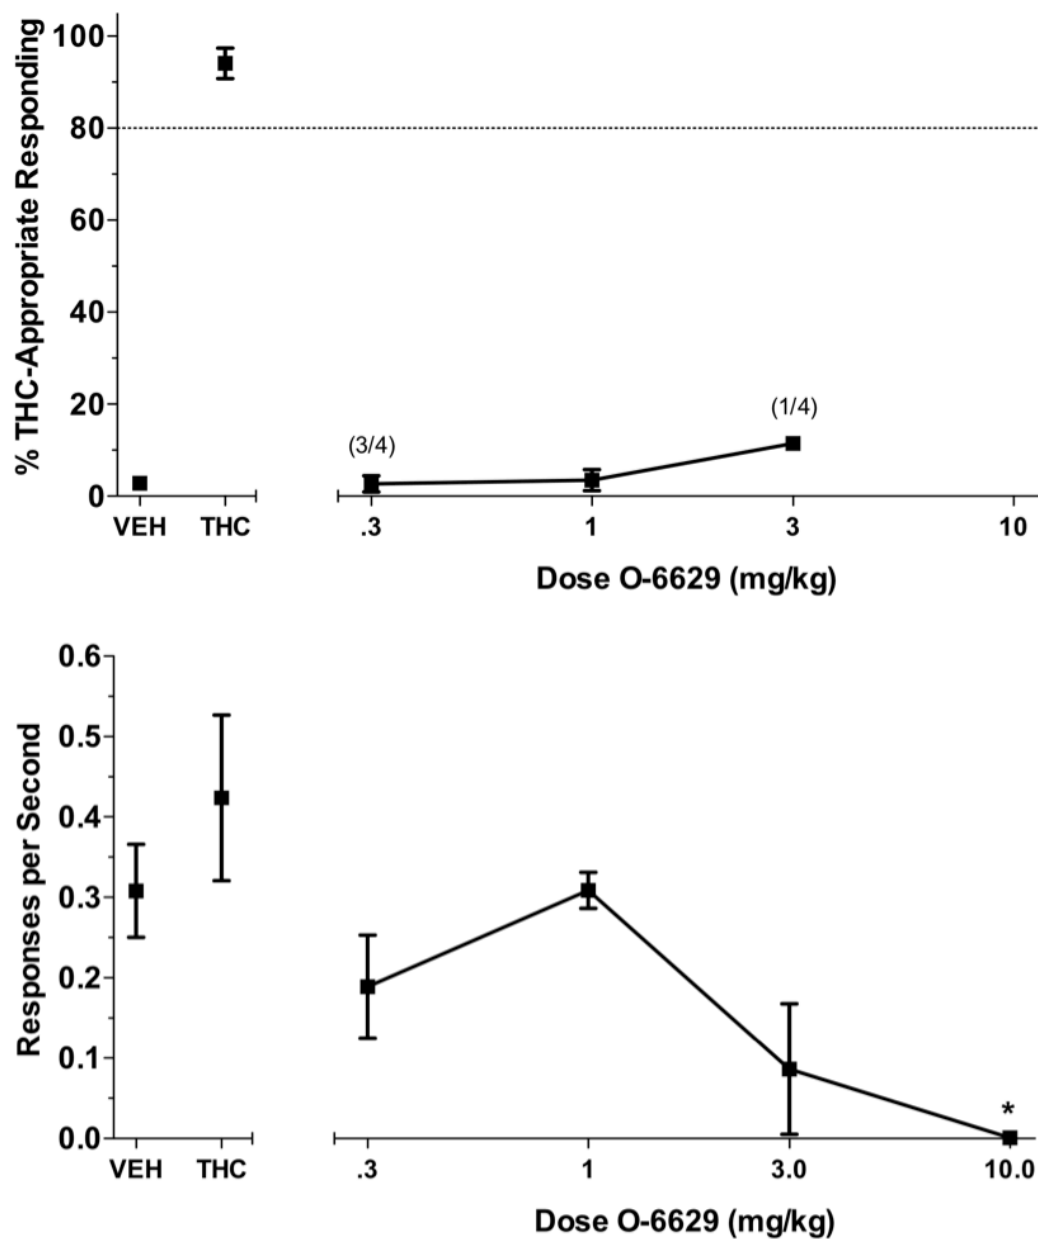 % THC-Appropriate Responding
100
80
60
40
20
0
(3/4)
(1/4)
VEH THC .3 1 3 10
Dose O-6629 (mg/kg)
Responses per Second
0.6
0.5
0.4
0.3
0.2
0.1
0.0
*
VEH THC .3 1 3.0 10.0
Dose O-6629 (mg/kg)